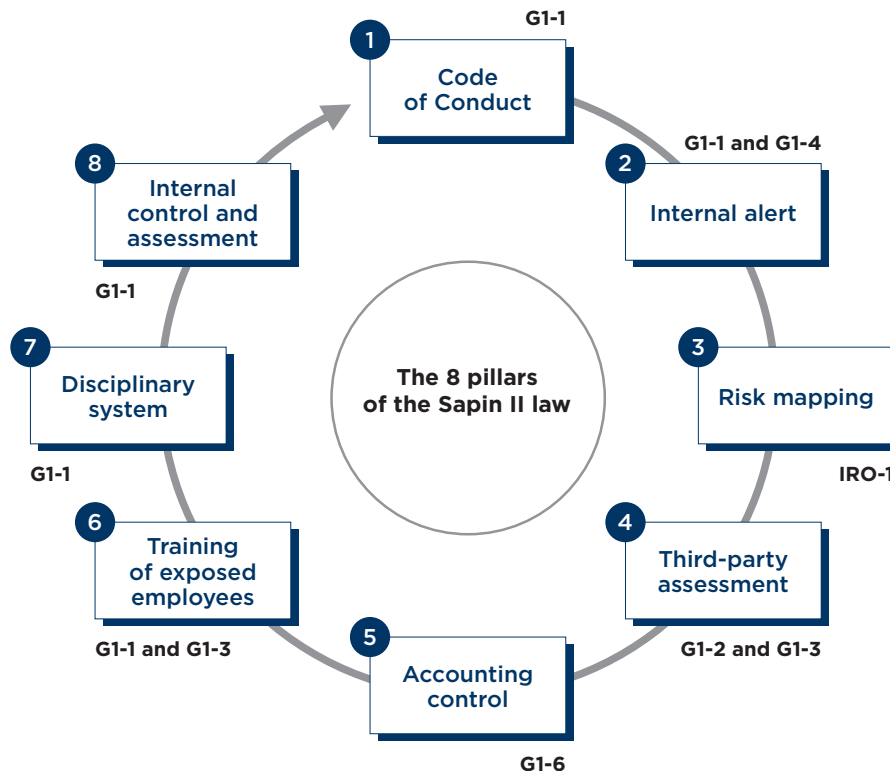 G1-1
1
Code
of Conduct
G1-1 and G1-4
2
Internal alert
3
Risk mapping
IRO-1
4
Third-party
assessment
G1-2 and G1-3
5
Accounting
control
G1-6
6
Training
of exposed
employees
G1-1 and G1-3
7
Disciplinary
system
G1-1
8
Internal
control and
assessment
G1-1
The 8 pillars
of the Sapin II law